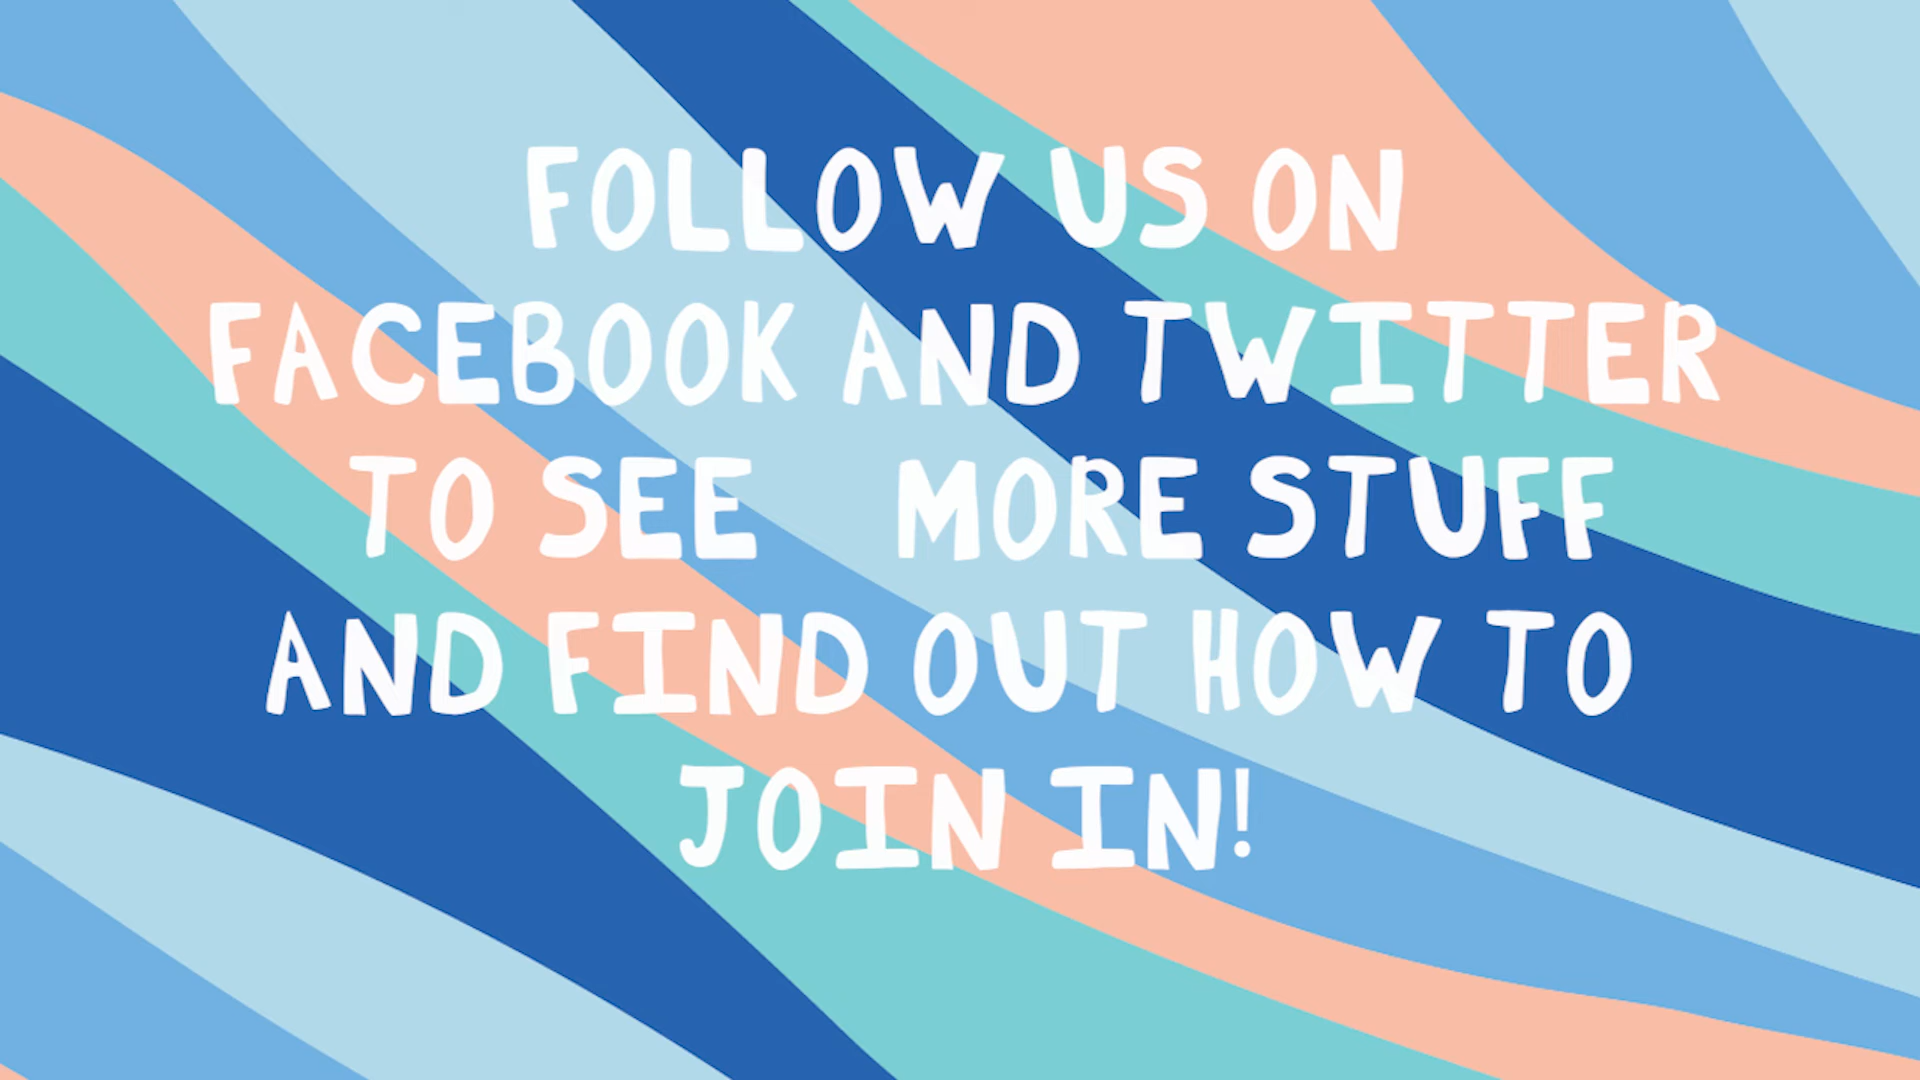 FOLLOW US ON
FACEBOOK AND TWITTER
TO SEE MORE STUFF
AND FIND OUT HOW TO
JOIN IN!